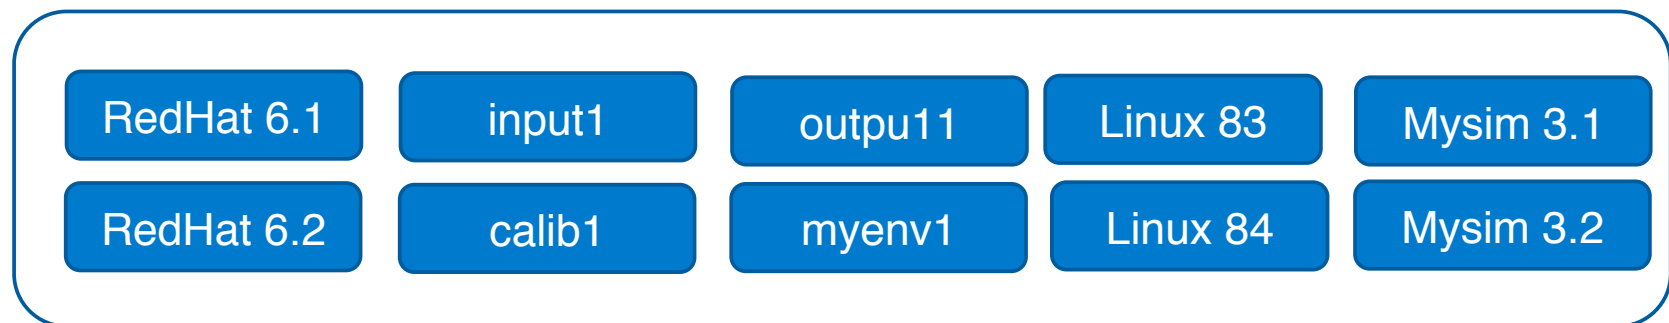 RedHat 6.1 input1 outpu11 Linux 83 Mysim 3.1
RedHat 6.2 calib1 myenv1 Linux 84 Mysim 3.2